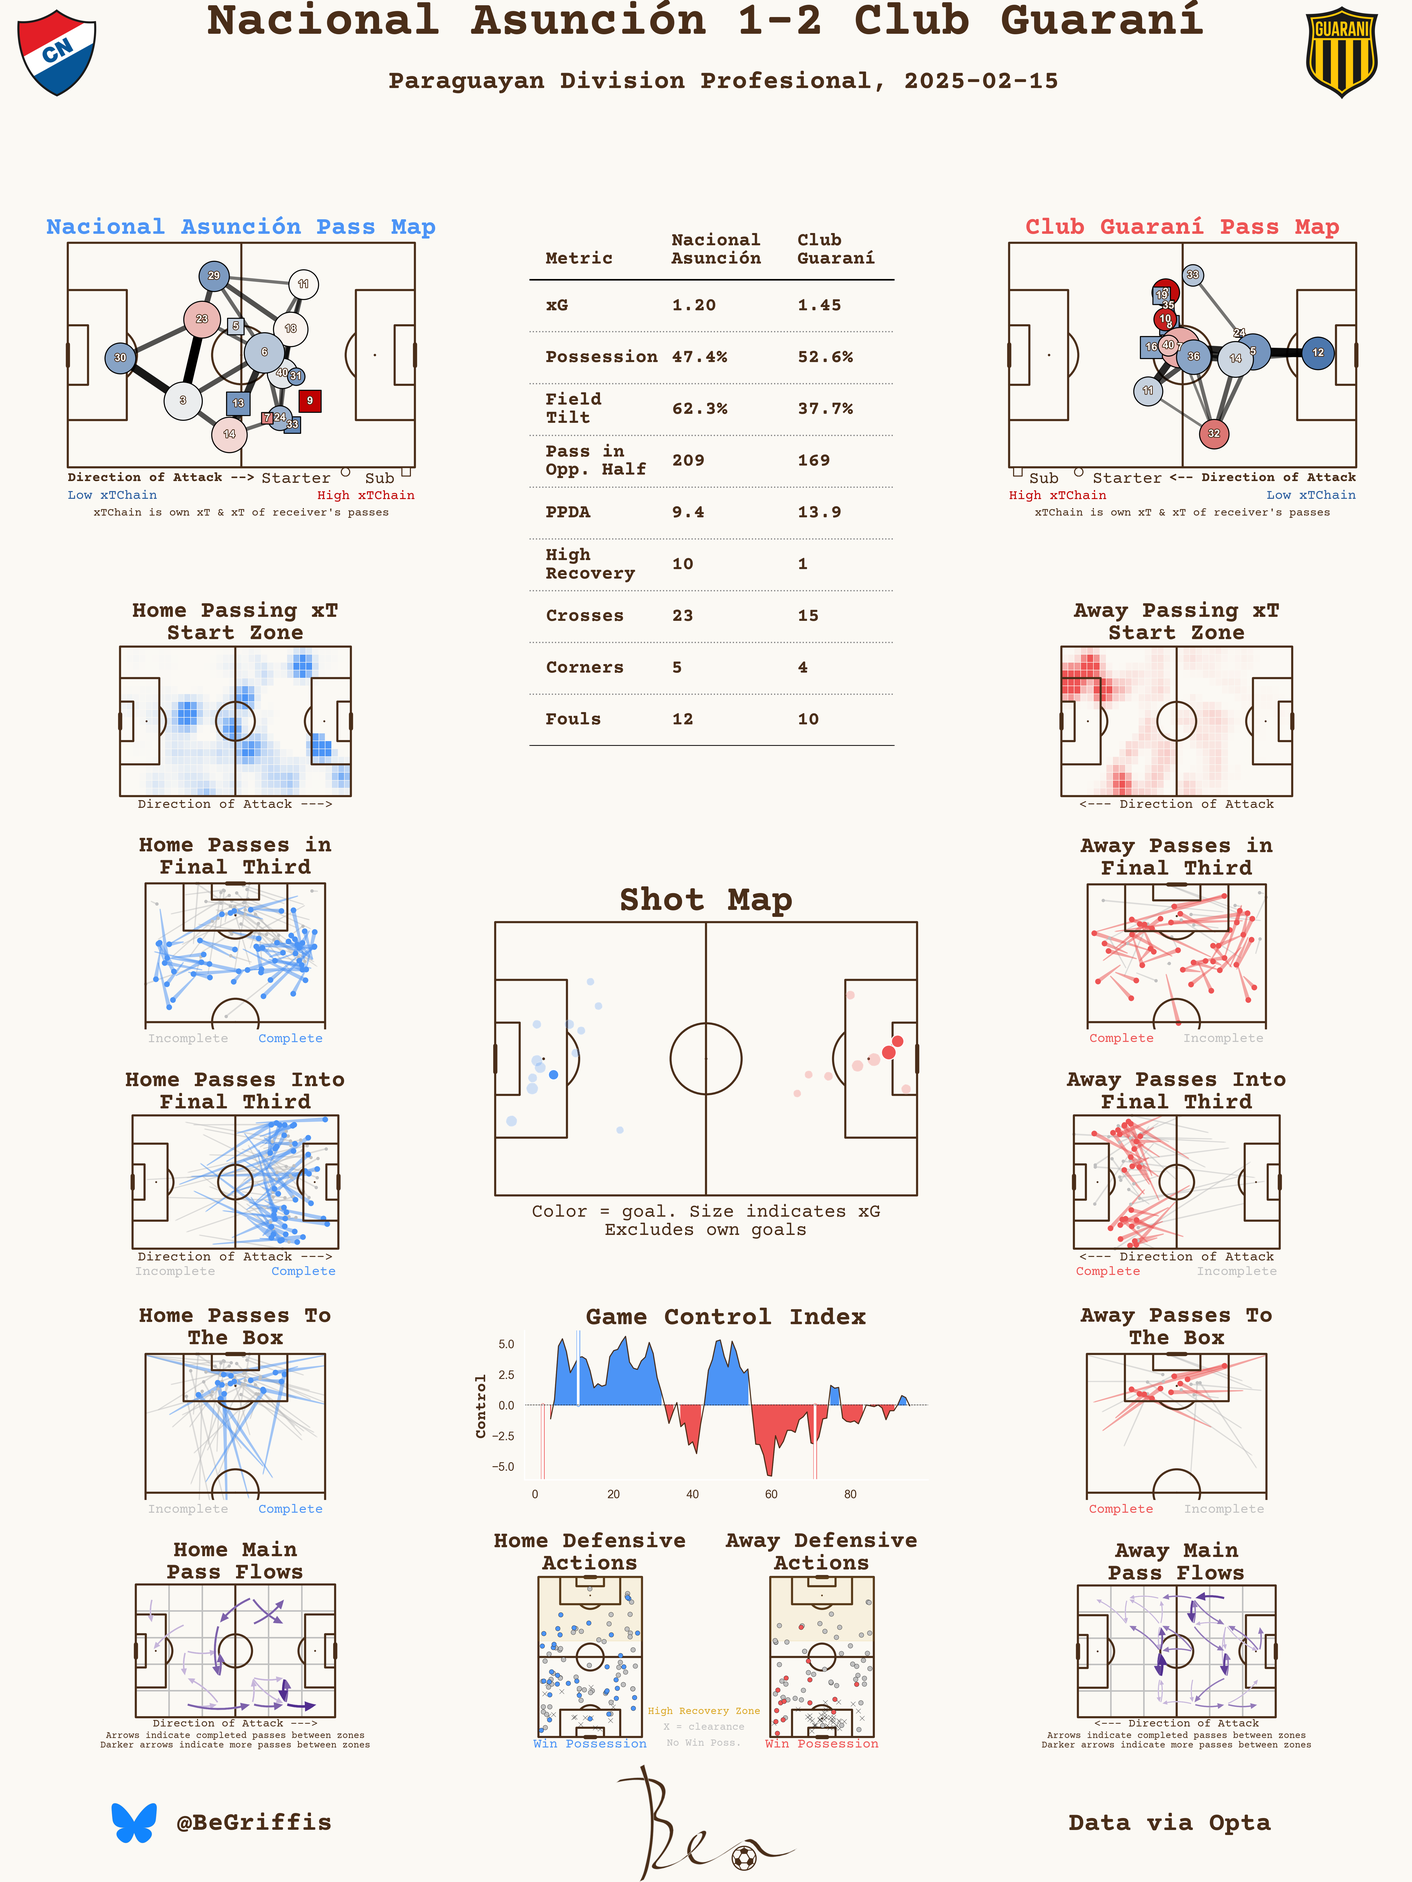 Nacional Asunción 1-2 Club Guaraní
Paraguayan Division Profesional, 2025-02-15
CN
GUARANI
Nacional Asunción Pass Map
29
11
23
5
18
30
6
40
31
3
13
9
7
24
33
14
Direction of Attack --> Starter Sub
Low xTChain High xTChain
xTChain is own xT & xT of receiver's passes
Metric Nacional Asunción Club Guaraní
xG 1.20 1.45
Possession 47.4% 52.6%
Field Tilt 62.3% 37.7%
Pass in Opp. Half 209 169
PPDA 9.4 13.9
High Recovery 10 1
Crosses 23 15
Corners 5 4
Fouls 12 10
Club Guaraní Pass Map
33
19
35
10
8
24
16
40
7
36
14
5
12
11
32
Sub Starter <-- Direction of Attack
High xTChain Low xTChain
xTChain is own xT & xT of receiver's passes
Home Passing xT
Start Zone
Direction of Attack --->
Away Passing xT
Start Zone
<--- Direction of Attack
Home Passes in
Final Third
Incomplete Complete
Away Passes in
Final Third
Complete Incomplete
Shot Map
Color = goal. Size indicates xG
Excludes own goals
Home Passes Into
Final Third
Direction of Attack --->
Incomplete Complete
Away Passes Into
Final Third
<--- Direction of Attack
Complete Incomplete
Home Passes To
The Box
Incomplete Complete
Game Control Index
Control
5.0
2.5
0.0
−2.5
−5.0
0 20 40 60 80
Away Passes To
The Box
Complete Incomplete
Home Main
Pass Flows
Direction of Attack --->
Arrows indicate completed passes between zones
Darker arrows indicate more passes between zones
Home Defensive
Actions
Win Possession
High Recovery Zone
X = clearance
No Win Poss.
Away Defensive
Actions
Win Possession
Away Main
Pass Flows
<--- Direction of Attack
Arrows indicate completed passes between zones
Darker arrows indicate more passes between zones
@BeGriffis
Ben
Data via Opta